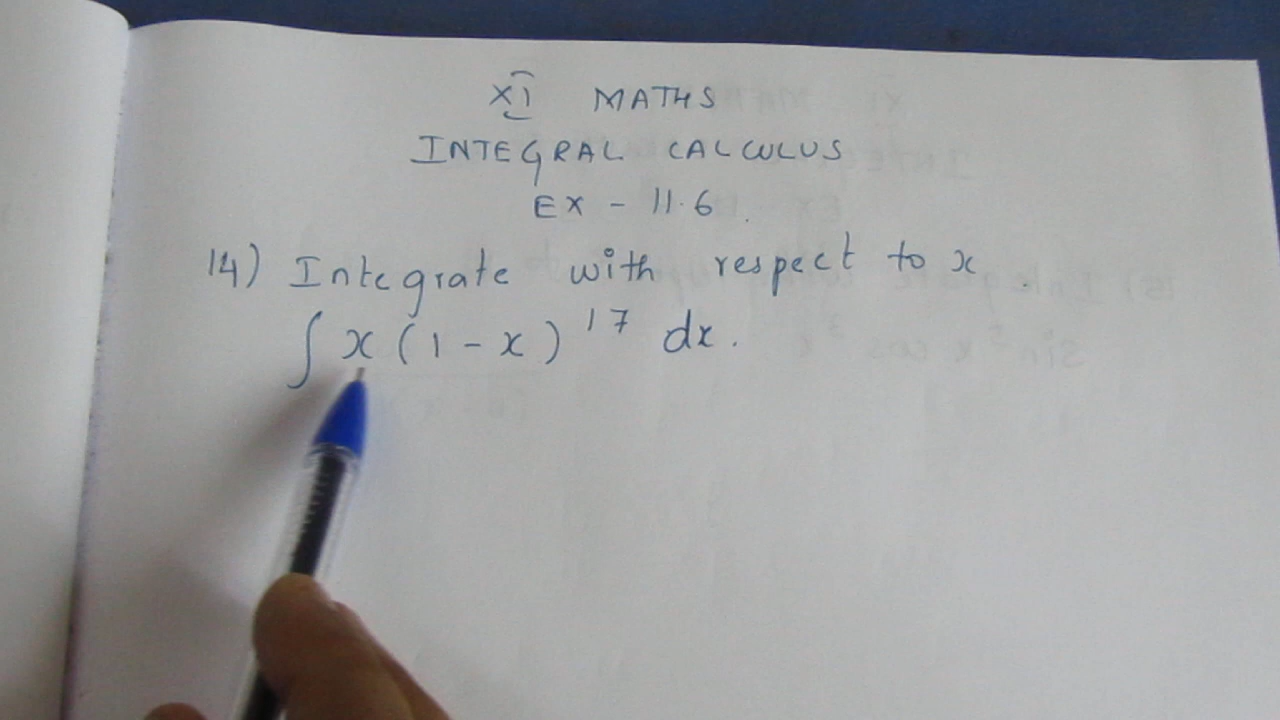 XI MATHS
INTEGRAL CALCULUS
EX - 11.6.
14) Integrate with respect to x
∫ x (1 - x)¹⁷ dx.